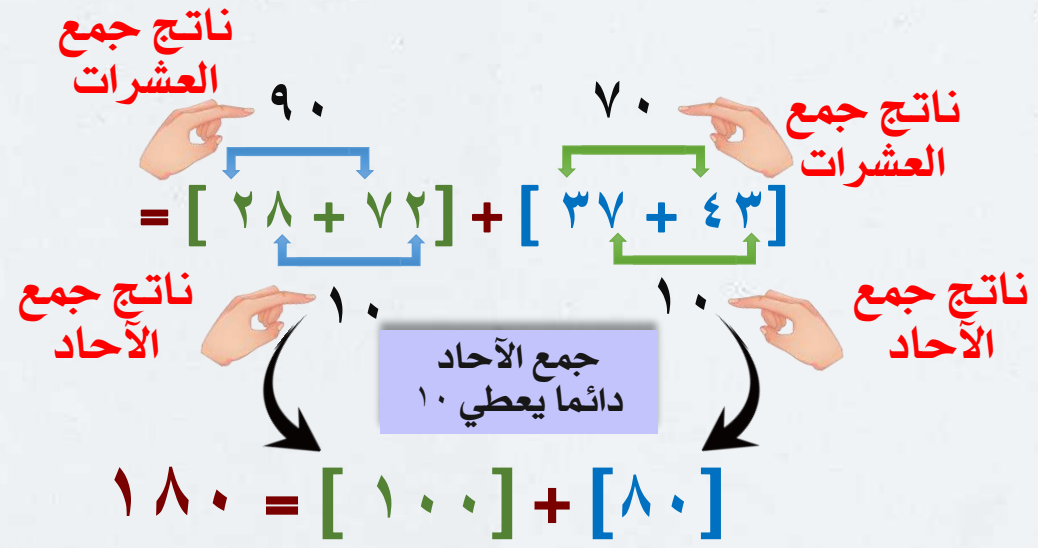 ناتج جمع
العشرات
٩٠
٧٠
ناتج جمع
العشرات
[٤٣ + ٣٧] + [٧٢ + ٢٨] =
ناتج جمع
الآحاد
١٠
١٠
ناتج جمع
الآحاد
جمع الآحاد
دائما يعطي ١٠
[٨٠] + [١٠٠] = ١٨٠